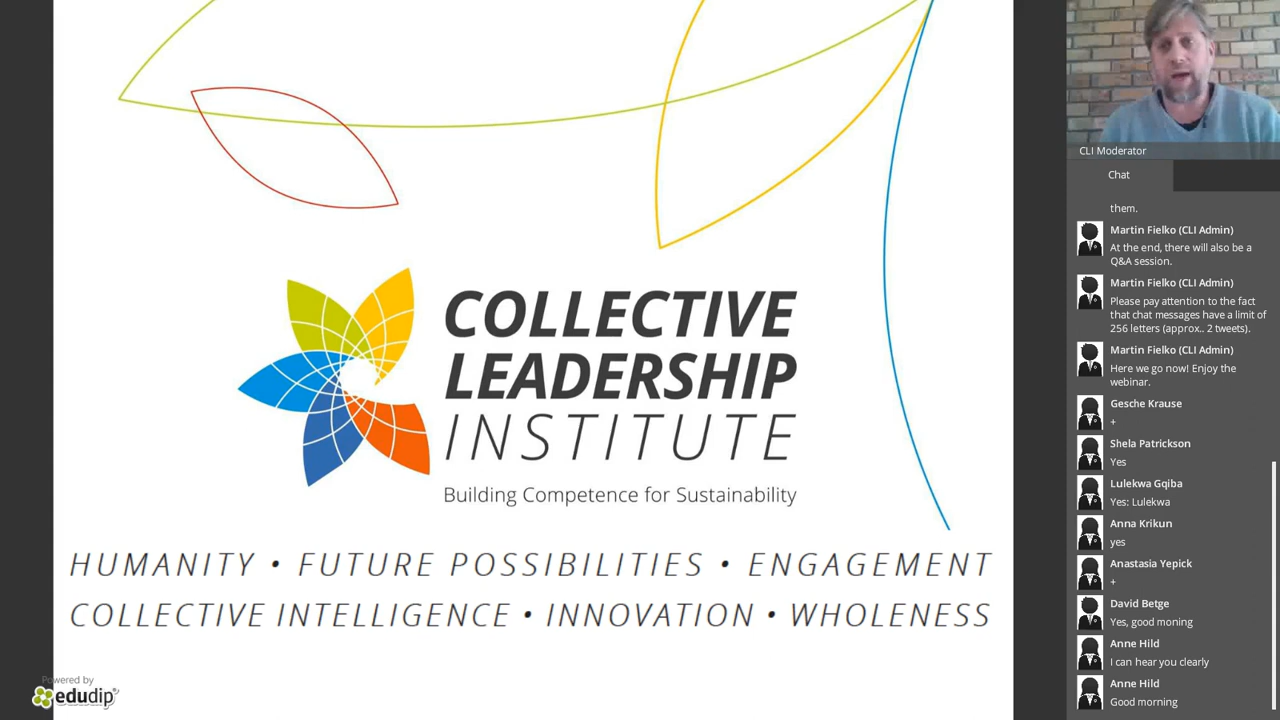 COLLECTIVE
LEADERSHIP
INSTITUTE
Building Competence for Sustainability
HUMANITY • FUTURE POSSIBILITIES • ENGAGEMENT
COLLECTIVE INTELLIGENCE • INNOVATION • WHOLENESS
Powered by
edudip
CLI Moderator
Chat
them.
Martin Fielko (CLI Admin)
At the end, there will also be a
Q&A session.
Martin Fielko (CLI Admin)
Please pay attention to the fact
that chat messages have a limit of
256 letters (approx.. 2 tweets).
Martin Fielko (CLI Admin)
Here we go now! Enjoy the
webinar.
Gesche Krause
+
Shela Patrickson
Yes
Lulekwa Gqiba
Yes: Lulekwa
Anna Krikun
yes
Anastasia Yepick
+
David Betge
Yes, good moning
Anne Hild
I can hear you clearly
Anne Hild
Good morning